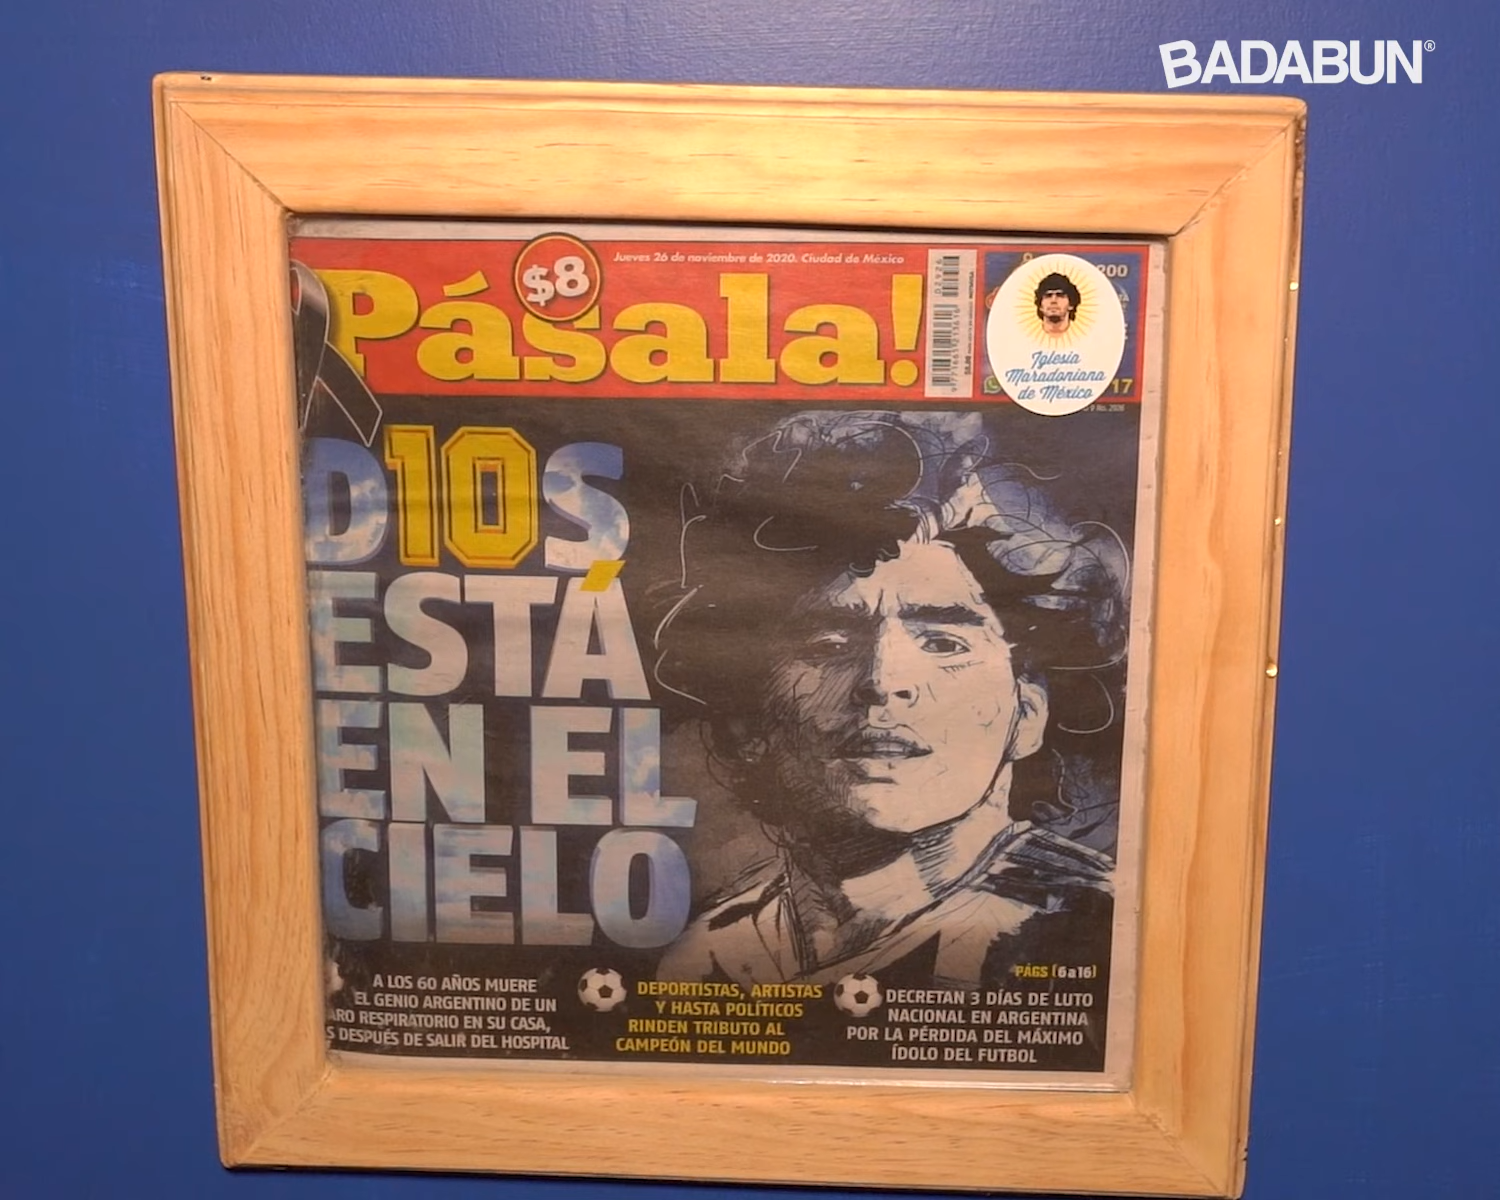 BADABUN®
Jueves 26 de noviembre de 2020. Ciudad de México
$8
Pásala!
200
17
Iglesia
Maradoniana
de México
D10S
ESTÁ
EN EL
CIELO
PÁGS (6 a 16)
A LOS 60 AÑOS MUERE
EL GENIO ARGENTINO DE UN
RESPIRATORIO EN SU CASA,
DESPUÉS DE SALIR DEL HOSPITAL
DEPORTISTAS, ARTISTAS
Y HASTA POLÍTICOS
RINDEN TRIBUTO AL
CAMPEÓN DEL MUNDO
DECRETAN 3 DÍAS DE LUTO
NACIONAL EN ARGENTINA
POR LA PÉRDIDA DEL MÁXIMO
ÍDOLO DEL FUTBOL